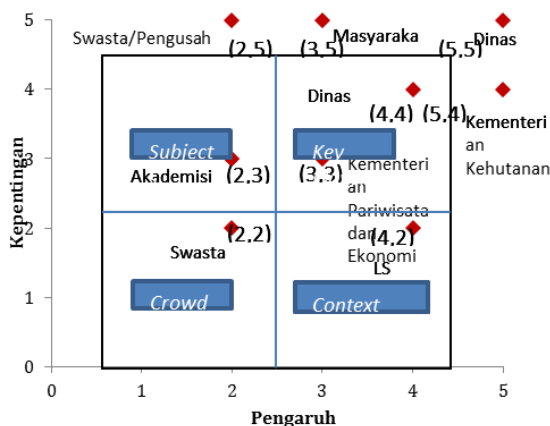 5
Masyaraka
Swasta/Pengusah
Dinas
(2,5)
(3,5)
(5,5)
4
Dinas
(4,4)
(5,4)
Kementeri
an
Kehutanan
Subject
Key
3
Akademisi
(2,3)
(3,3)
Kementeri
an
Pariwisata
dan
Ekonomi
2
(2,2)
(4,2)
Swasta
LS
1
Crowd
Context
0
0
1
2
3
4
5
Pengaruh
Kepentingan